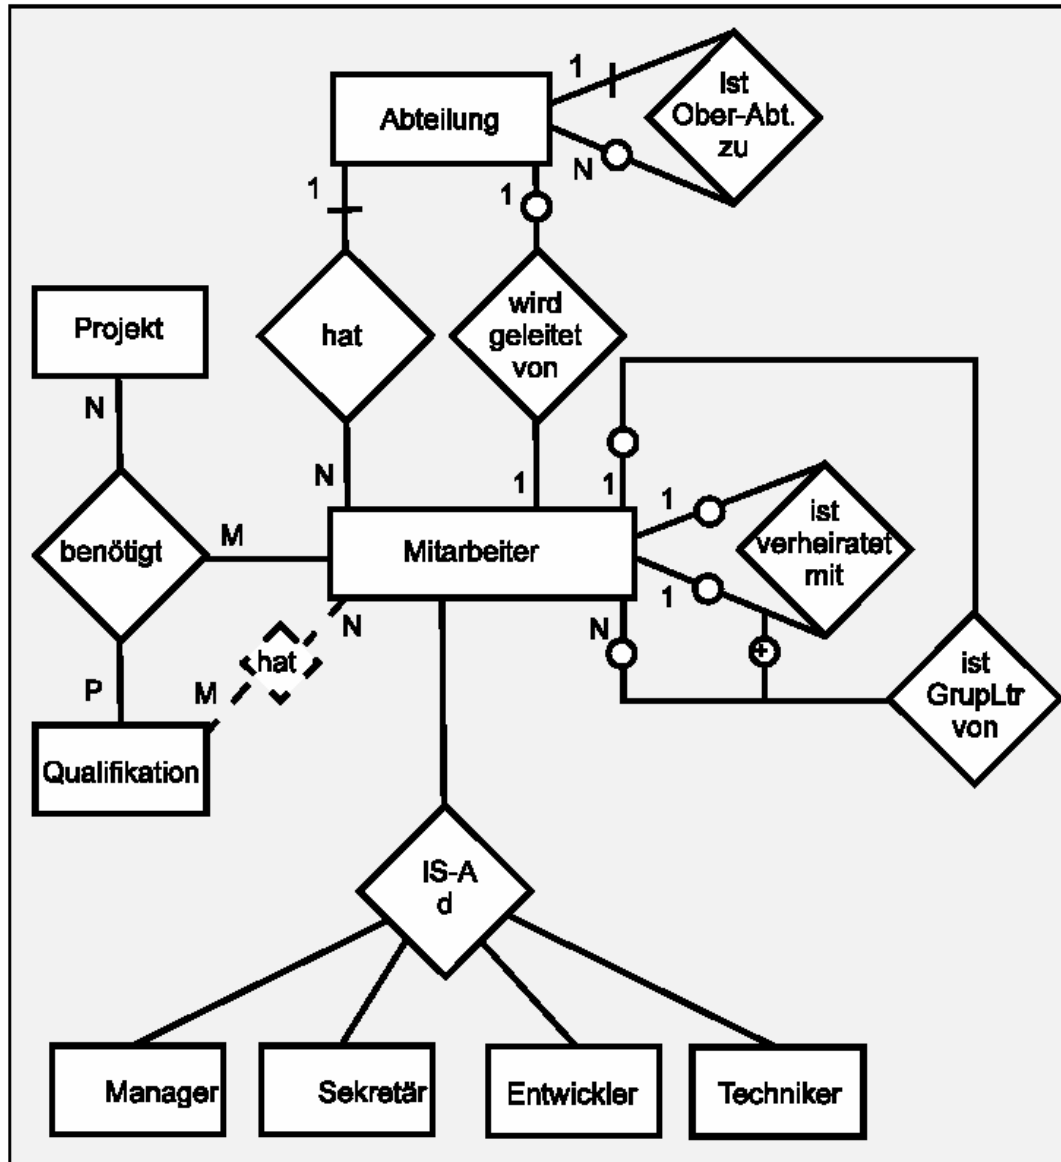 1
Ist
Ober-Abt.
zu
Abteilung
N
1
1
Projekt
hat
wird
geleitet
von
N
N
1
1
1
benötigt
M
Mitarbeiter
ist
verheiratet
mit
1
N
N
hat
P
M
+
ist
GrupLtr
von
Qualifikation
IS-A
d
Manager
Sekretär
Entwickler
Techniker